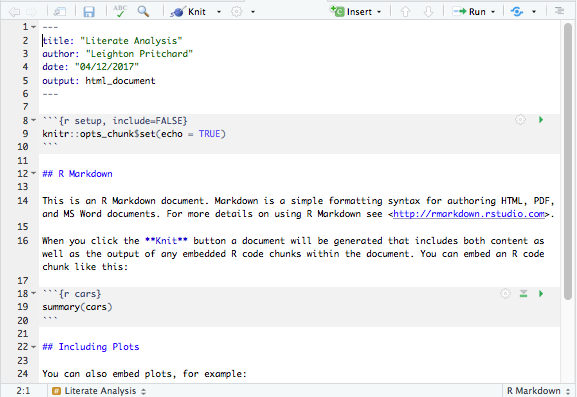 ABC Knit Insert Run
1 ---
2 title: "Literate Analysis"
3 author: "Leighton Pritchard"
4 date: "04/12/2017"
5 output: html_document
6 ---
7
8 ```{r setup, include=FALSE}
9 knitr::opts_chunk$set(echo = TRUE)
10 ```
11
12 ## R Markdown
13
14 This is an R Markdown document. Markdown is a simple formatting syntax for authoring HTML, PDF,
and MS Word documents. For more details on using R Markdown see <http://rmarkdown.rstudio.com>.
15
16 When you click the **Knit** button a document will be generated that includes both content as
well as the output of any embedded R code chunks within the document. You can embed an R code
chunk like this:
17
18 ```{r cars}
19 summary(cars)
20 ```
21
22 ## Including Plots
23
24 You can also embed plots, for example:
2:1 # Literate Analysis R Markdown